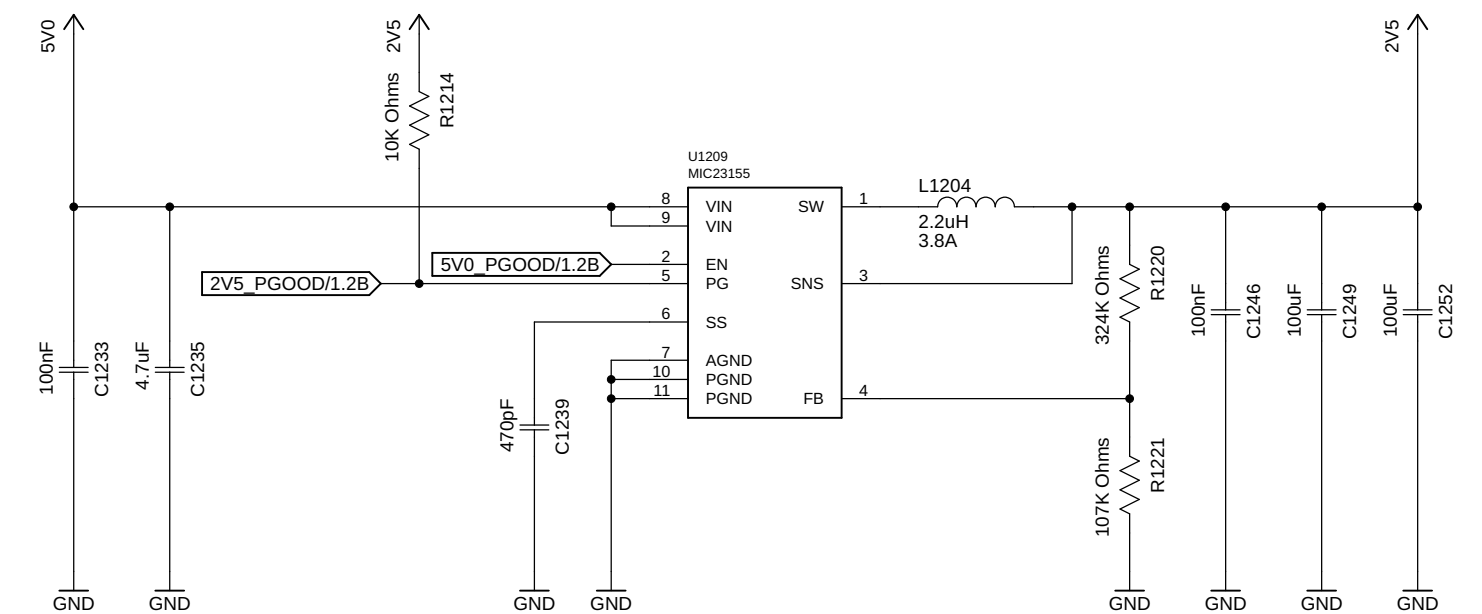 5V0
2V5
2V5
10K Ohms
R1214
U1209
MIC23155
8
VIN
9
VIN
2
EN
5
PG
6
SS
7
AGND
10
PGND
11
PGND
SW
1
SNS
3
FB
4
L1204
2.2uH
3.8A
5V0_PGOOD/1.2B
2V5_PGOOD/1.2B
100nF
C1233
4.7uF
C1235
470pF
C1239
324K Ohms
R1220
107K Ohms
R1221
100nF
C1246
100uF
C1249
100uF
C1252
GND
GND
GND
GND
GND
GND
GND
GND